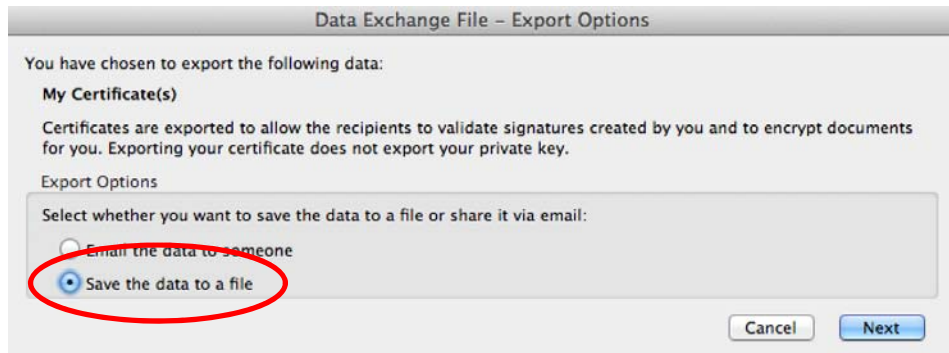 Data Exchange File – Export Options
You have chosen to export the following data:
My Certificate(s)
Certificates are exported to allow the recipients to validate signatures created by you and to encrypt documents
for you. Exporting your certificate does not export your private key.
Export Options
Select whether you want to save the data to a file or share it via email:
Email the data to someone
Save the data to a file
Cancel Next